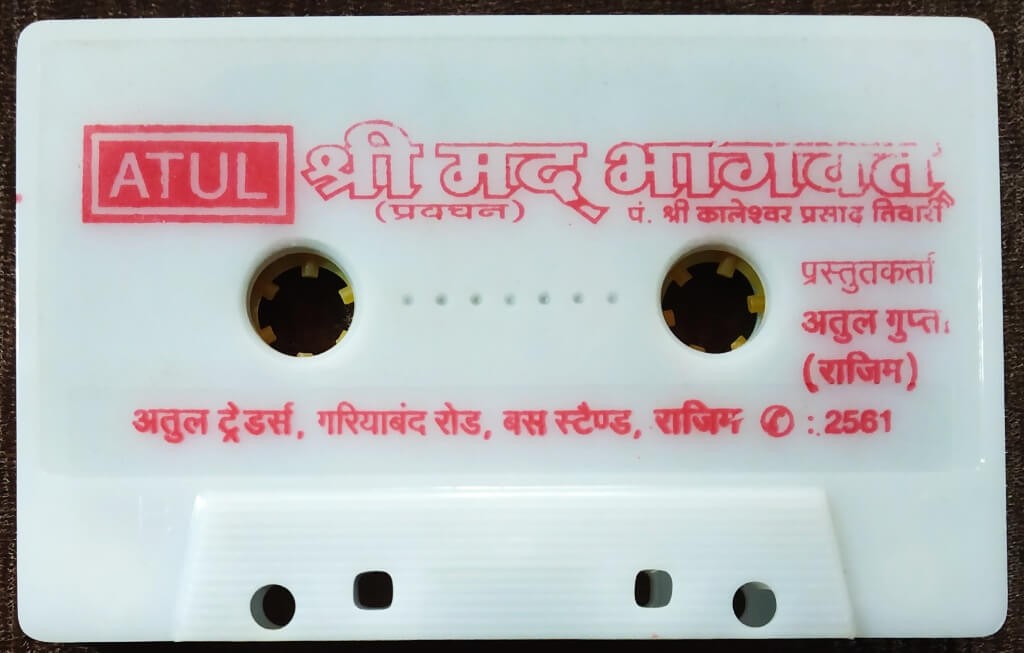 ATUL श्री मद् भागवत्
(प्रवचन) पं. श्री कालेश्वर प्रसाद तिवारी
प्रस्तुतकर्ता
अतुल गुप्ता
(राजिम)
अतुल ट्रेडर्स, गरियाबंद रोड, बस स्टैण्ड, राजिम ✆ : 2561